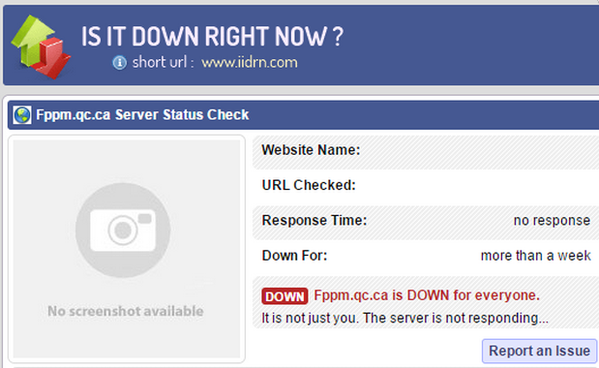 IS IT DOWN RIGHT NOW ?
short url : www.iidrn.com
Fppm.qc.ca Server Status Check
Website Name:
URL Checked:
Response Time: no response
Down For: more than a week
No screenshot available
DOWN Fppm.qc.ca is DOWN for everyone.
It is not just you. The server is not responding...
Report an Issue